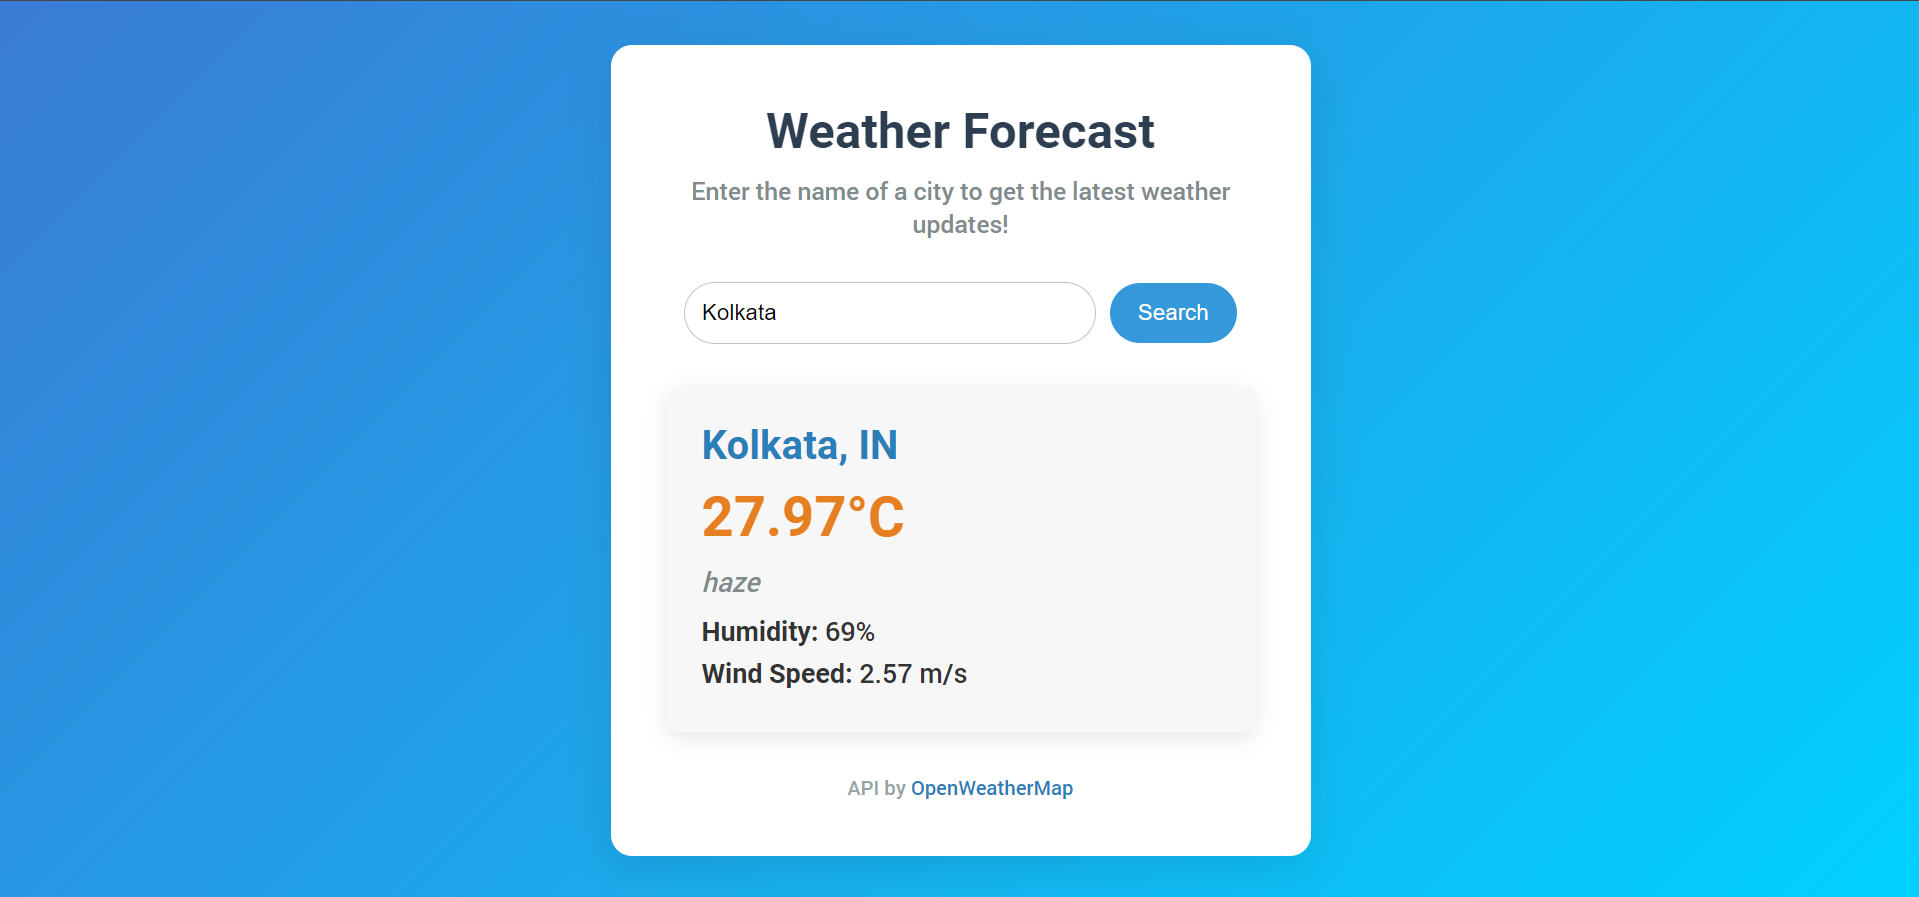 Weather Forecast
Enter the name of a city to get the latest weather
updates!
Kolkata
Search
Kolkata, IN
27.97°C
haze
Humidity: 69%
Wind Speed: 2.57 m/s
API by OpenWeatherMap